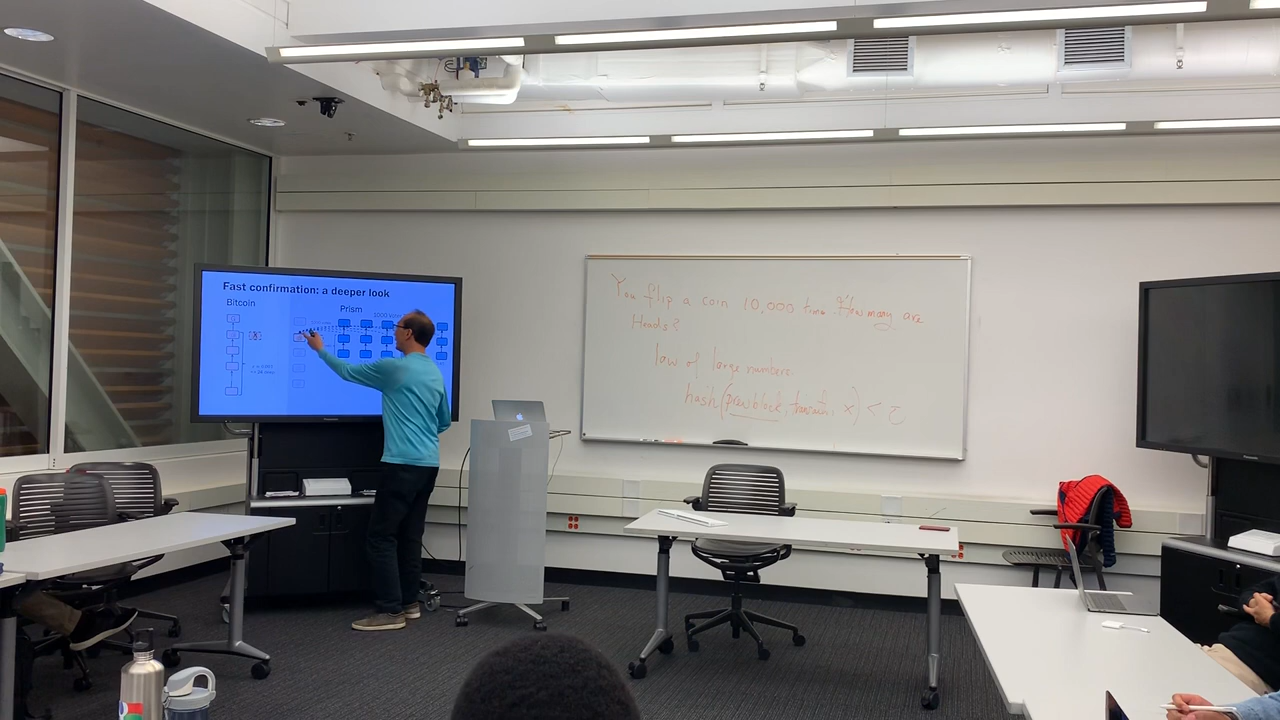 Fast confirmation: a deeper look
Bitcoin
Prism
1000
You flip a coin 10,000 times. How many are
Heads?
law of large numbers.
hash(prev block, , x) < τ